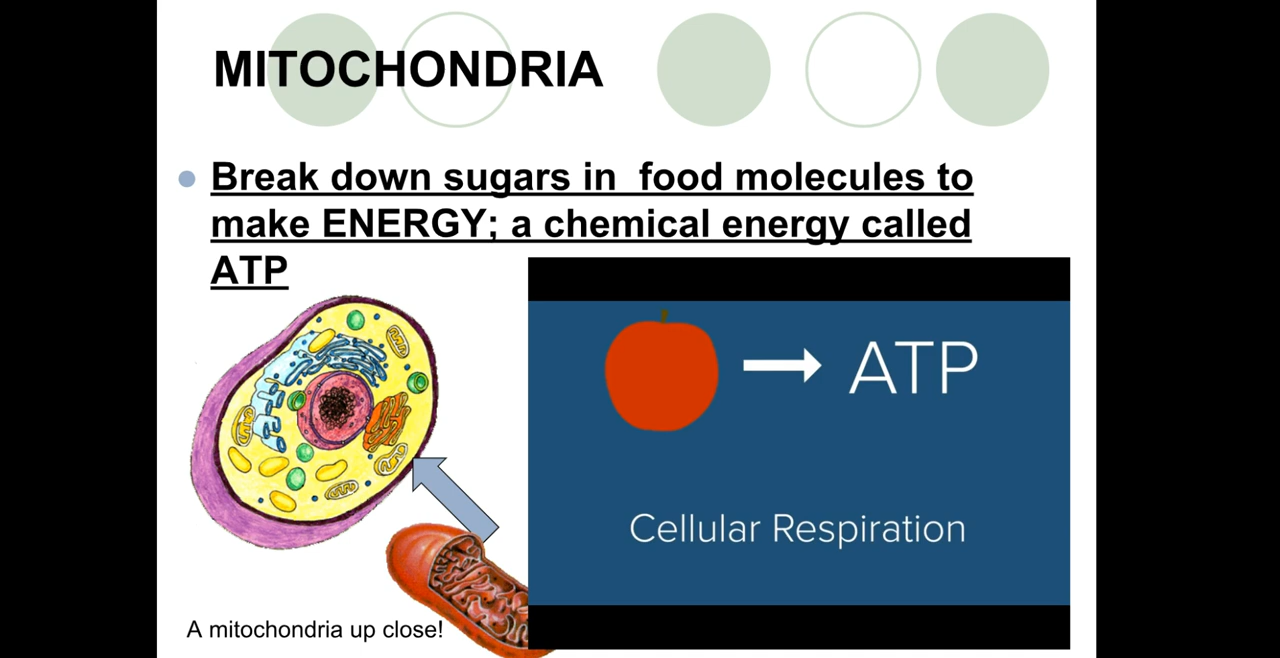 MITOCHONDRIA
Break down sugars in  food molecules to
make ENERGY; a chemical energy called
ATP
ATP
Cellular Respiration
A mitochondria up close!